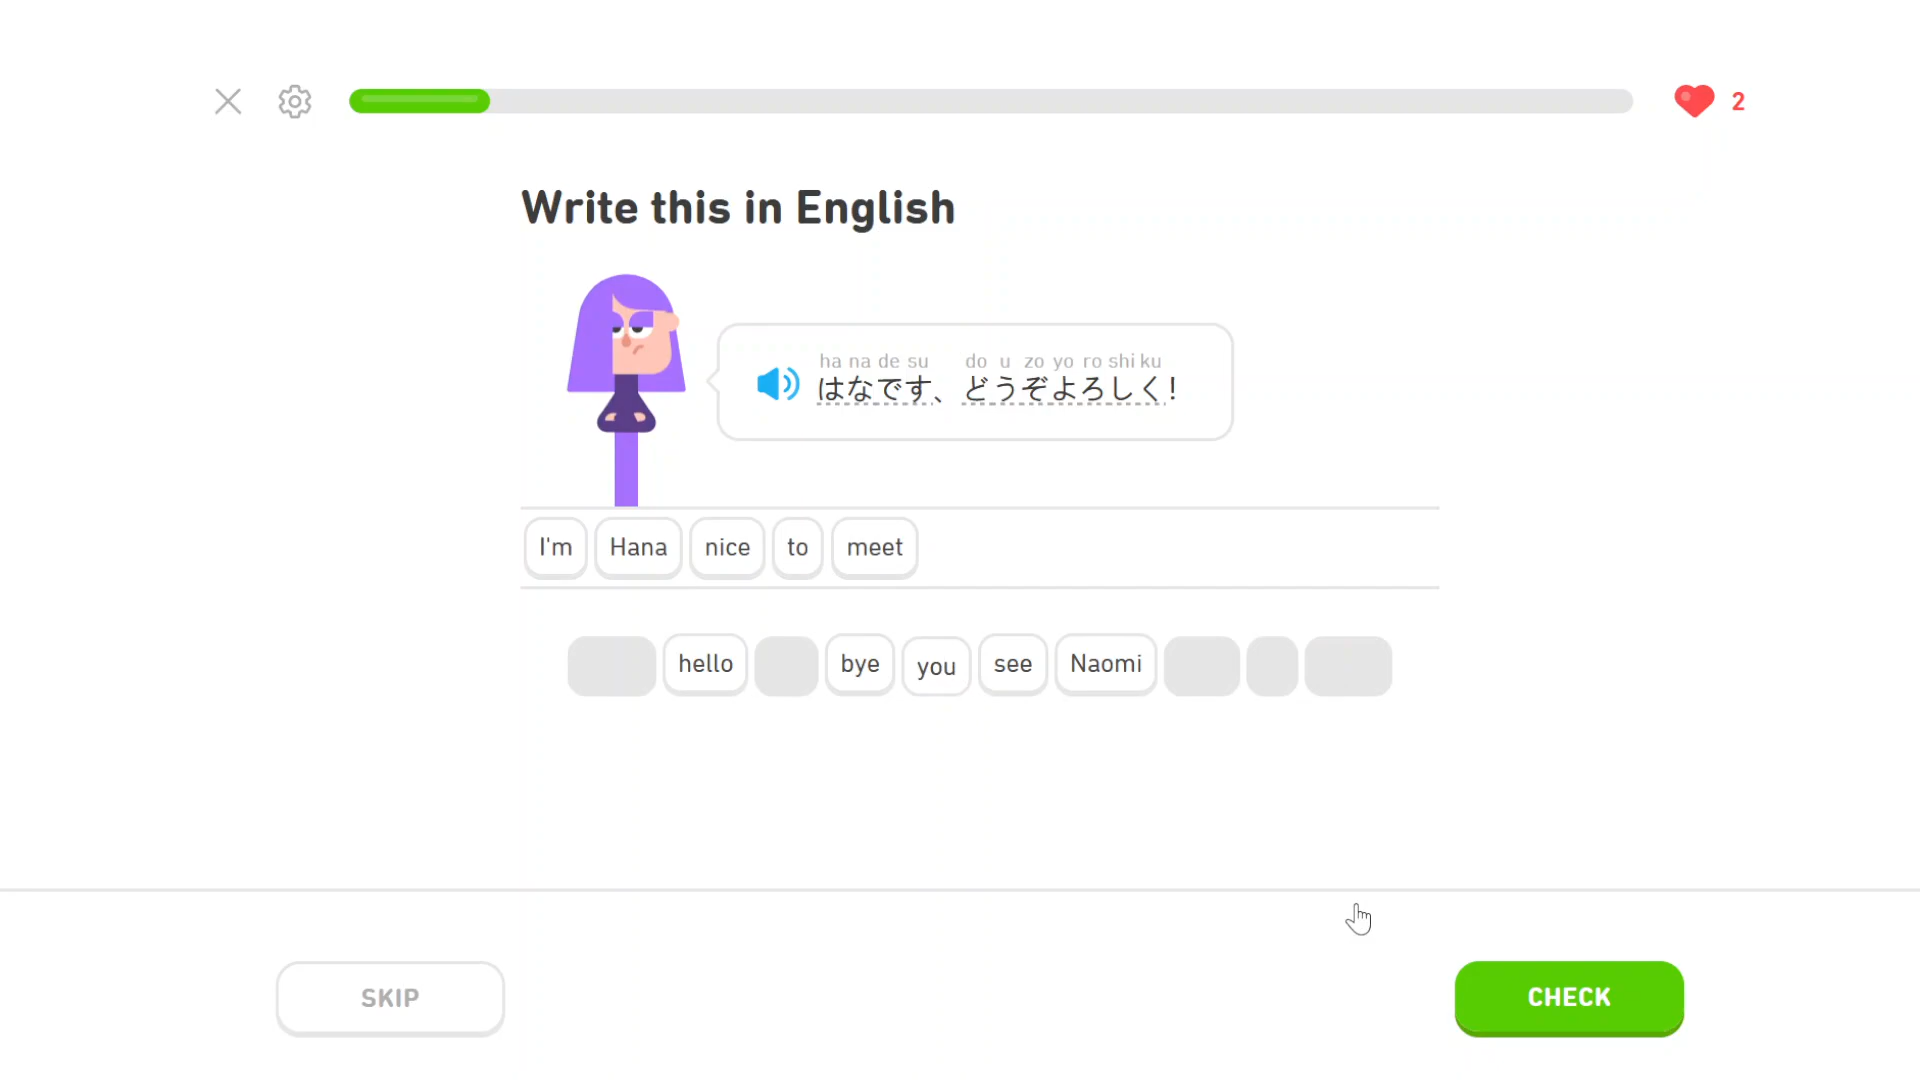 2
Write this in English
ha na de su do u zo yo ro shi ku
はなです、どうぞよろしく!
I'm Hana nice to meet
hello bye you see Naomi
SKIP CHECK